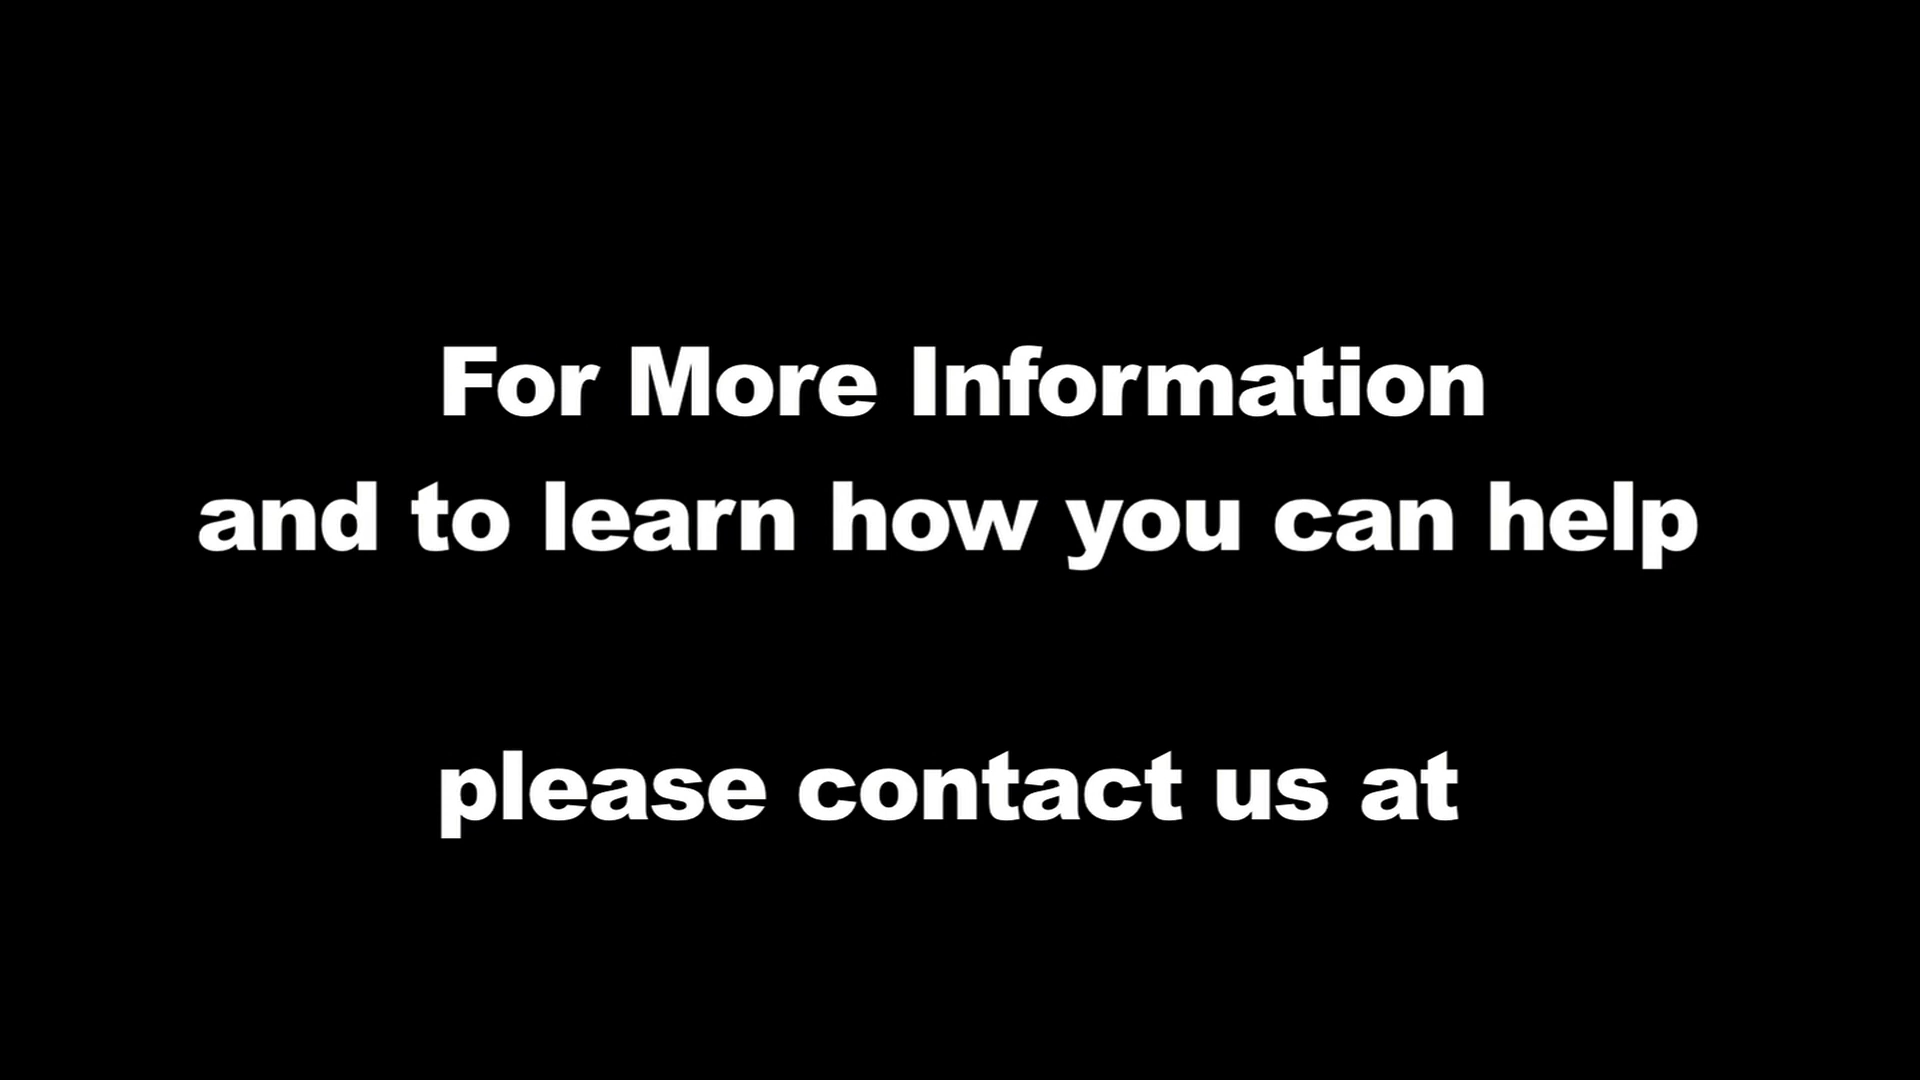 For More Information
and to learn how you can help
please contact us at